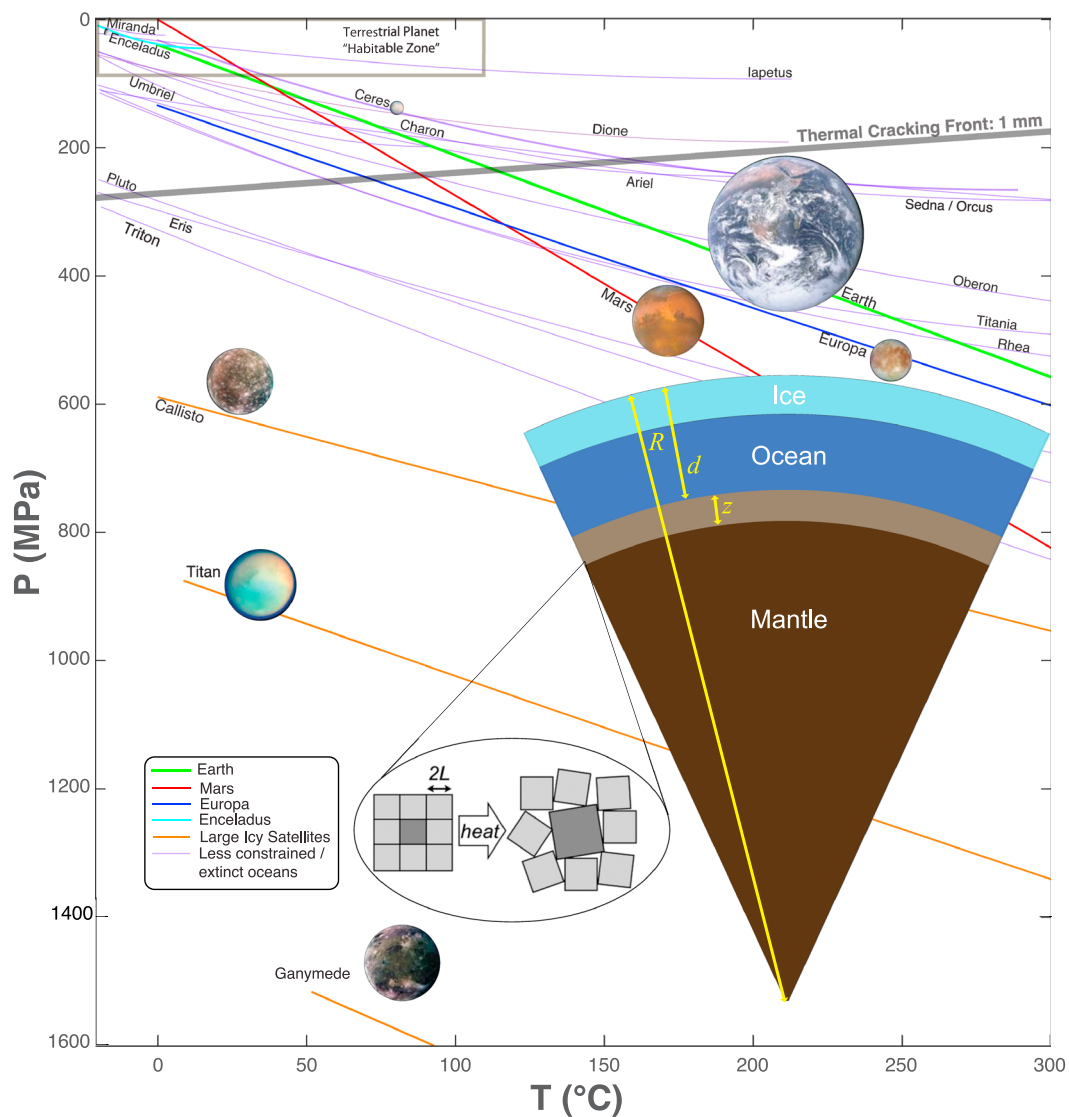 Miranda
Enceladus
Terrestrial Planet
"Habitable Zone"
Iapetus
Umbriel
Ceres
Charon
Dione
Thermal Cracking Front: 1 mm
Pluto
Ariel
Sedna / Orcus
Eris
Triton
Oberon
Mars
Earth
Titania
Europa
Rhea
Callisto
Ice
R
d
Ocean
z
Titan
Mantle
Earth
Mars
Europa
Enceladus
Large Icy Satellites
Less constrained /
extinct oceans
2L
heat
Ganymede
P (MPa)
0
200
400
600
800
1000
1200
1400
1600
0
50
100
150
200
250
300
T (°C)